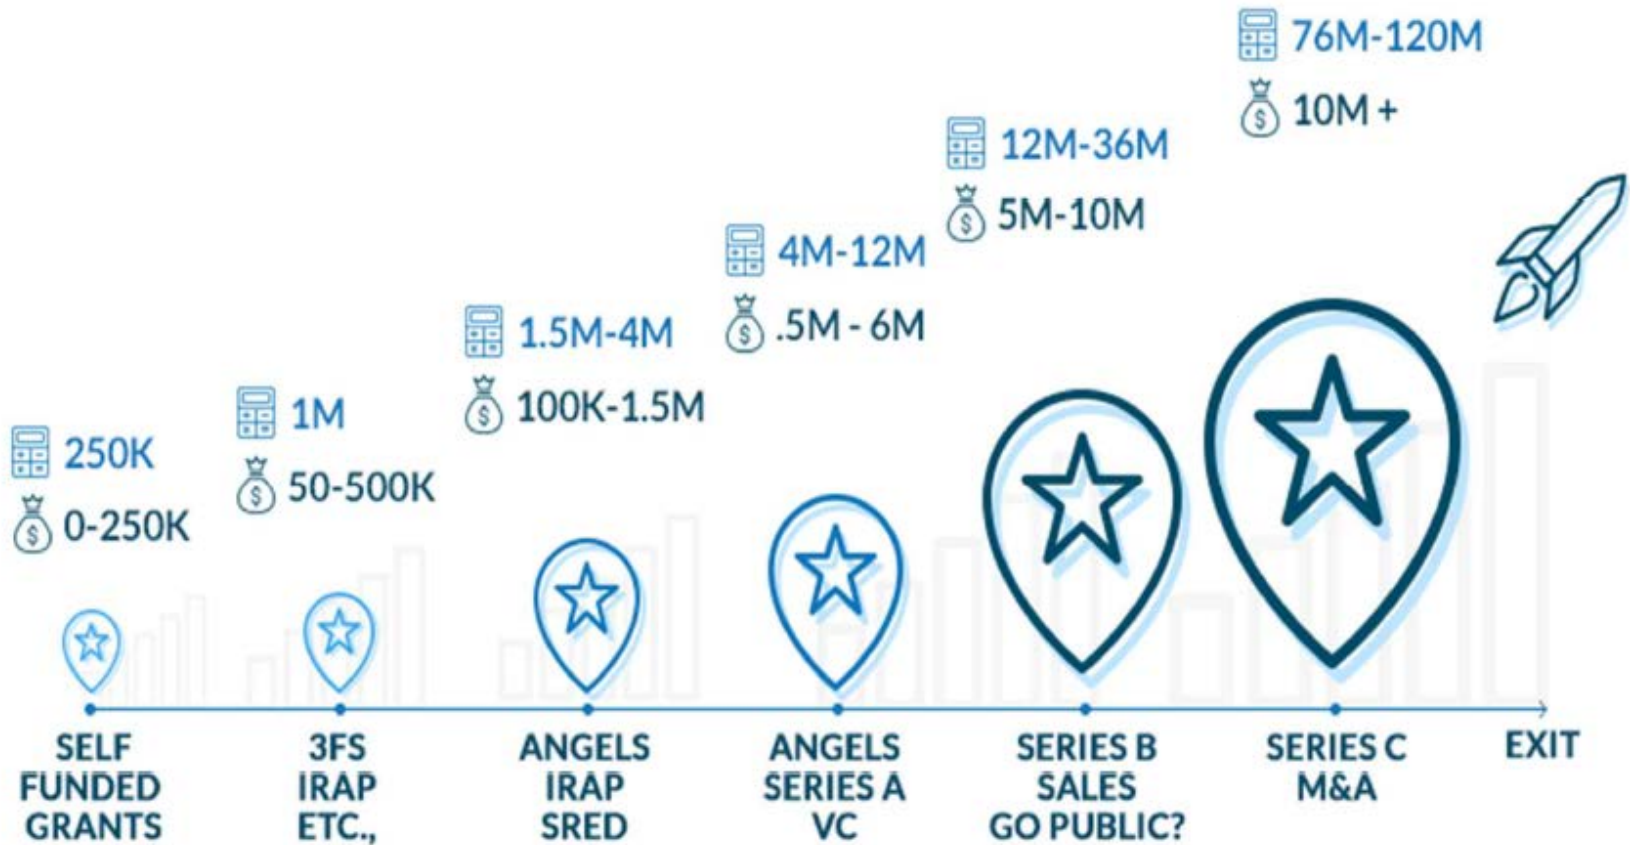 76M-120M
10M +
12M-36M
5M-10M
4M-12M
.5M - 6M
1.5M-4M
100K-1.5M
1M
50-500K
250K
0-250K
SELF
FUNDED
GRANTS
3FS
IRAP
ETC.,
ANGELS
IRAP
SRED
ANGELS
SERIES A
VC
SERIES B
SALES
GO PUBLIC?
SERIES C
M&A
EXIT